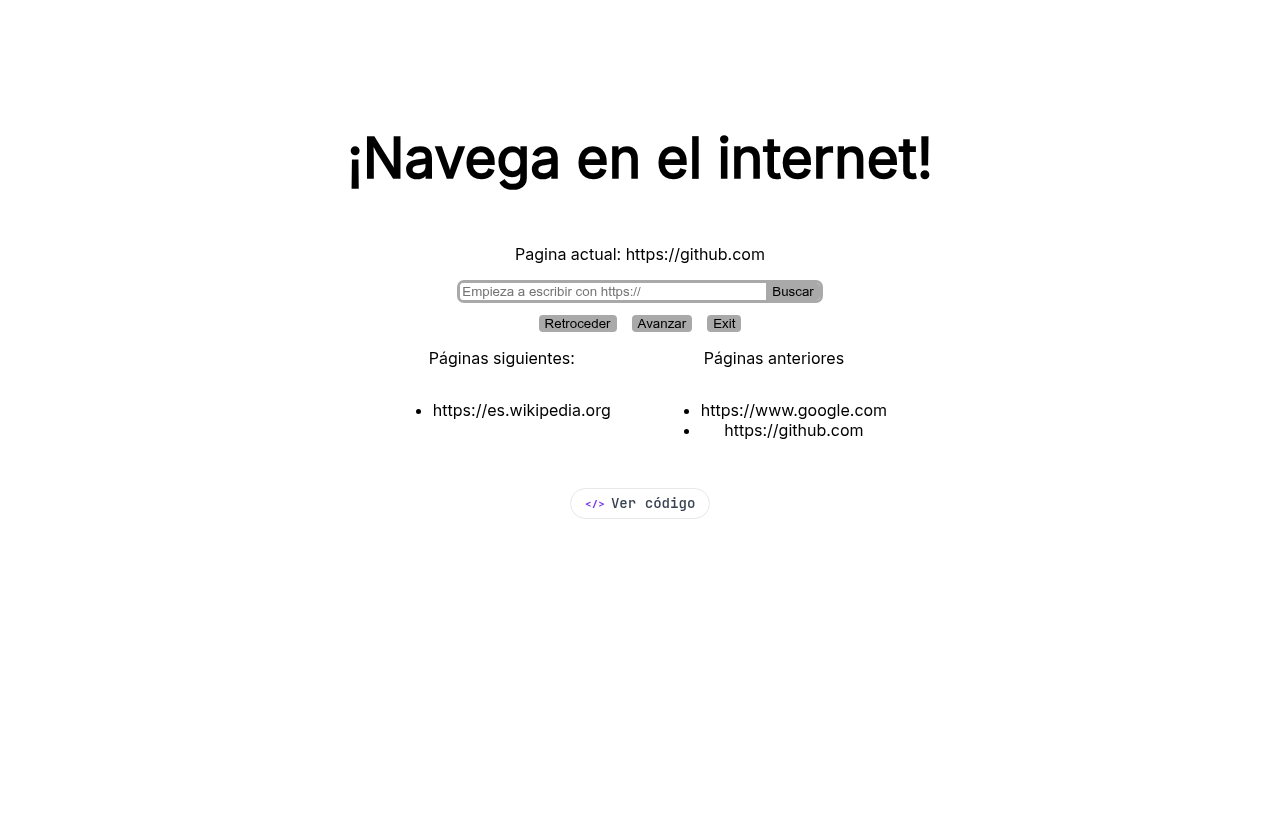 ¡Navega en el internet!
Pagina actual: https://github.com
Empieza a escribir con https:// Buscar
Retroceder Avanzar Exit
Páginas siguientes:
https://es.wikipedia.org
Páginas anteriores
https://www.google.com
https://github.com
</> Ver código